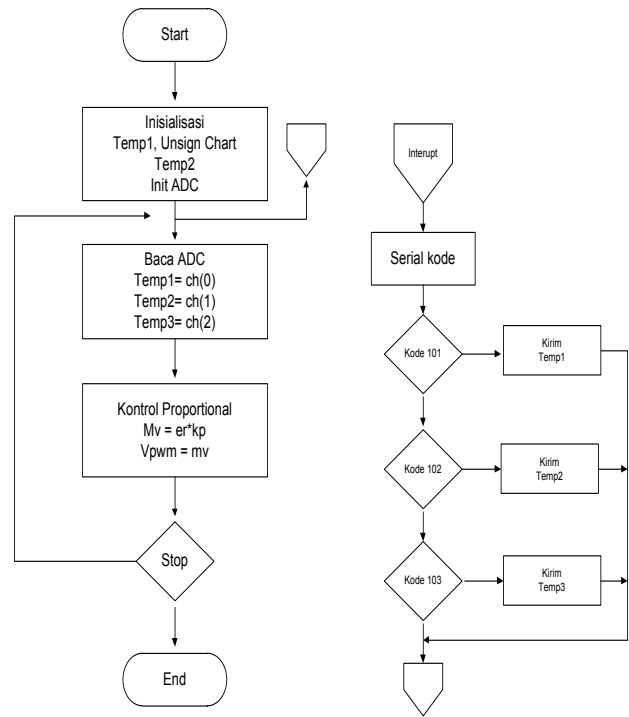 Start
Inisialisasi
Temp1, Unsign Chart
Temp2
Init ADC
Baca ADC
Temp1= ch(0)
Temp2= ch(1)
Temp3= ch(2)
Kontrol Proportional
Mv = er*kp
Vpwm = mv
Stop
End
Interupt
Serial kode
Kode 101
Kirim
Temp1
Kode 102
Kirim
Temp2
Kode 103
Kirim
Temp3